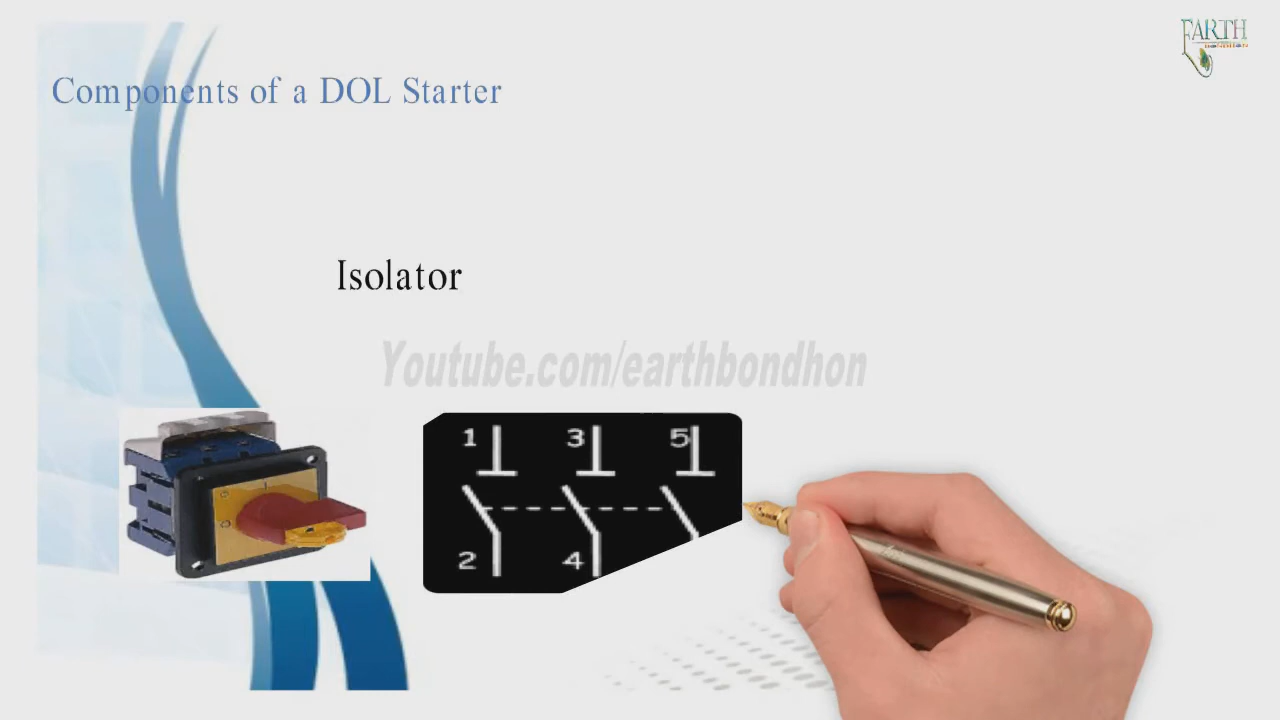 EARTH
Components of a DOL Starter
Isolator
Youtube.com/earthbondhon
1 3 5
2 4